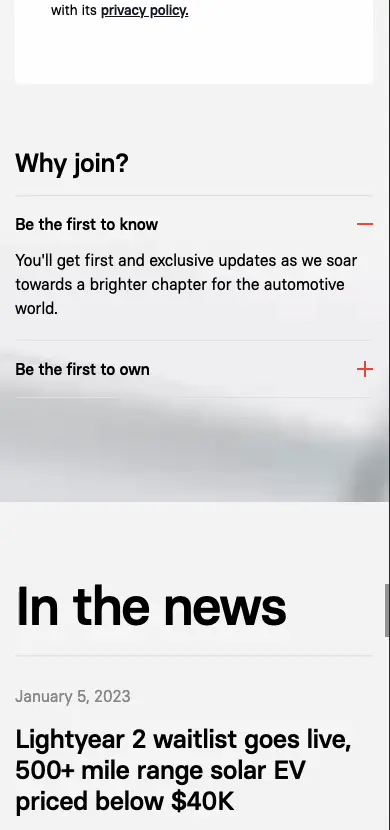 with its privacy policy.
Why join?
Be the first to know
You'll get first and exclusive updates as we soar
towards a brighter chapter for the automotive
world.
Be the first to own
In the news
January 5, 2023
Lightyear 2 waitlist goes live,
500+ mile range solar EV
priced below $40K